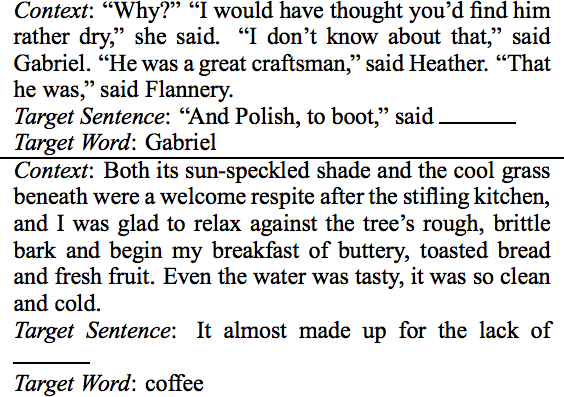 Context: “Why?” “I would have thought you’d find him
rather dry,” she said. “I don’t know about that,” said
Gabriel. “He was a great craftsman,” said Heather. “That
he was,” said Flannery.
Target Sentence: “And Polish, to boot,” said ______
Target Word: Gabriel
Context: Both its sun-speckled shade and the cool grass
beneath were a welcome respite after the stifling kitchen,
and I was glad to relax against the tree’s rough, brittle
bark and begin my breakfast of buttery, toasted bread
and fresh fruit. Even the water was tasty, it was so clean
and cold.
Target Sentence: It almost made up for the lack of
______
Target Word: coffee